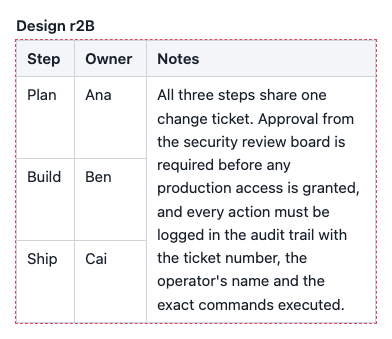 Design r2B
Step Owner Notes
Plan Ana
All three steps share one
change ticket. Approval from
the security review board is
required before any
production access is granted,
and every action must be
logged in the audit trail with
the ticket number, the
operator's name and the
exact commands executed.
Build Ben
Ship Cai